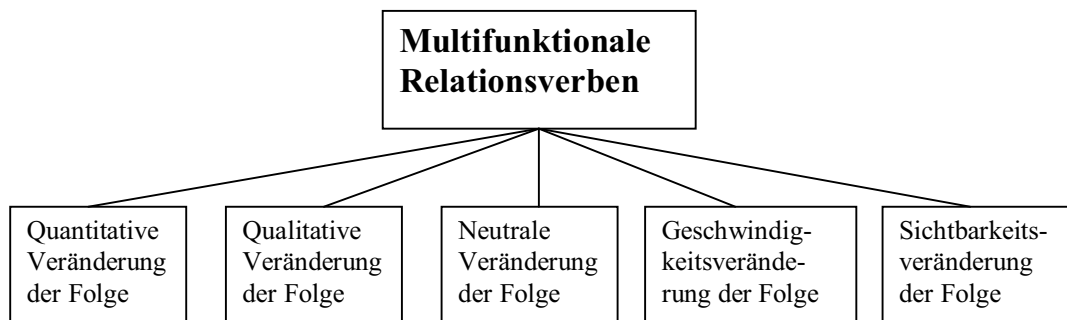 Multifunktionale
Relationsverben
Quantitative
Veränderung
der Folge
Qualitative
Veränderung
der Folge
Neutrale
Veränderung
der Folge
Geschwindig-
keitsverände-
rung der Folge
Sichtbarkeits-
veränderung
der Folge